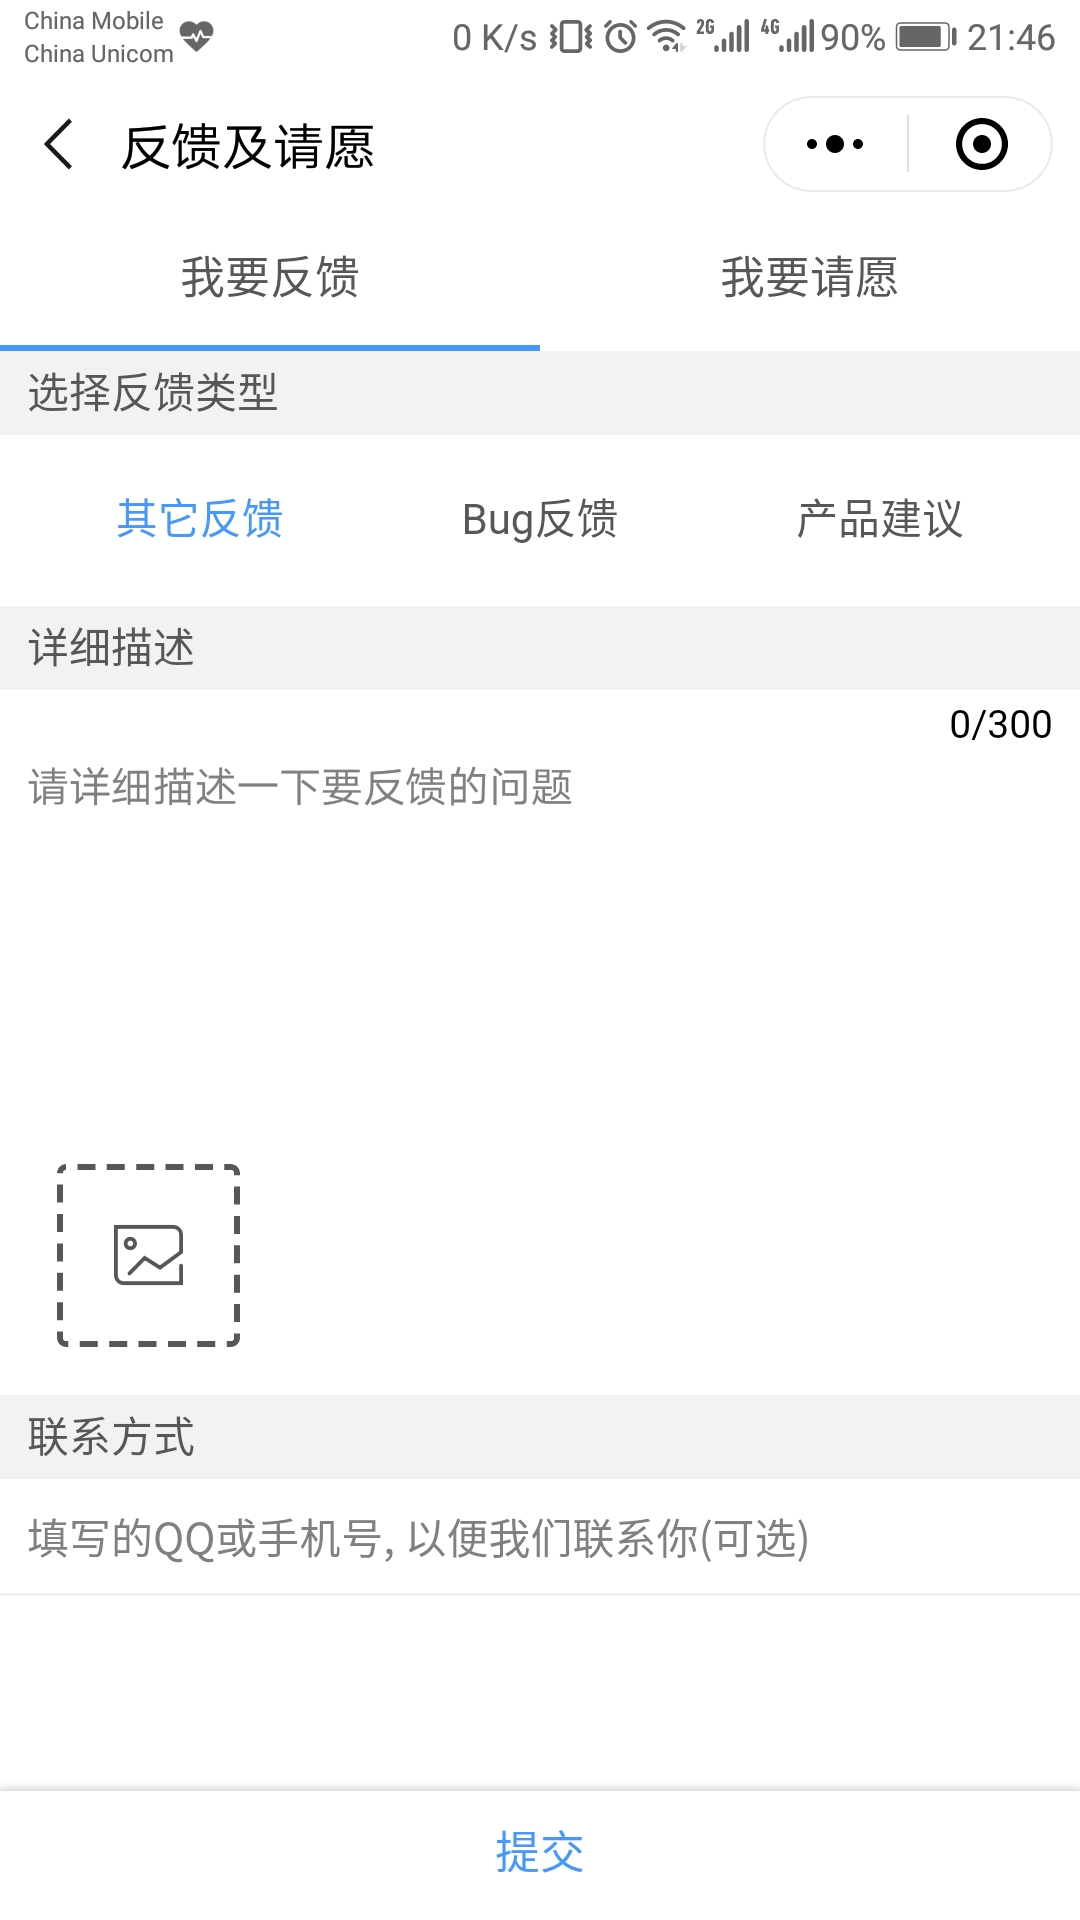 China Mobile
China Unicom
0 K/s 2G 4G 90% 21:46
反馈及请愿
我要反馈 我要请愿
选择反馈类型
其它反馈 Bug反馈 产品建议
详细描述
0/300
请详细描述一下要反馈的问题
联系方式
填写的QQ或手机号, 以便我们联系你(可选)
提交